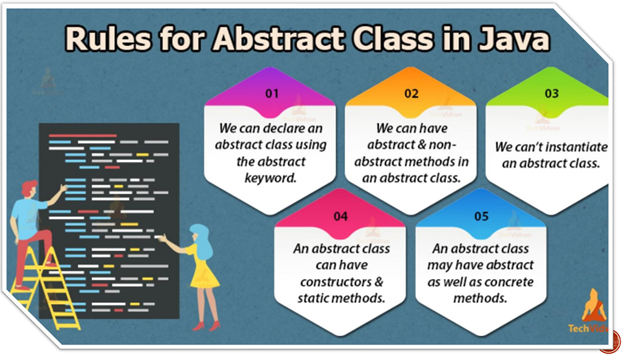 Rules for Abstract Class in Java
01
We can declare an
abstract class using
the abstract
keyword.
02
We can have
abstract & non-
abstract methods in
an abstract class.
03
We can't instantiate
an abstract class.
04
An abstract class
can have
constructors &
static methods.
05
An abstract class
may have abstract
as well as concrete
methods.